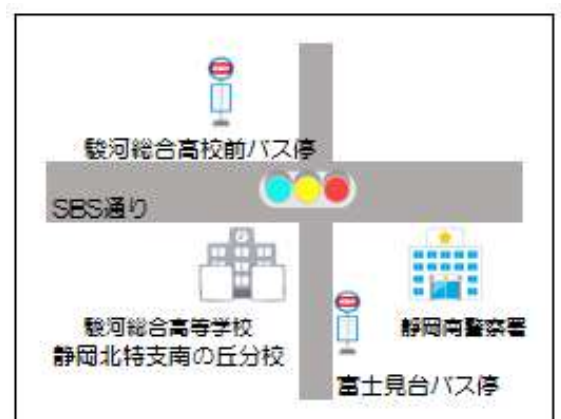 駿河総合高校前バス停
SBS通り
駿河総合高等学校
静岡北特支南の丘分校
静岡南警察署
富士見台バス停